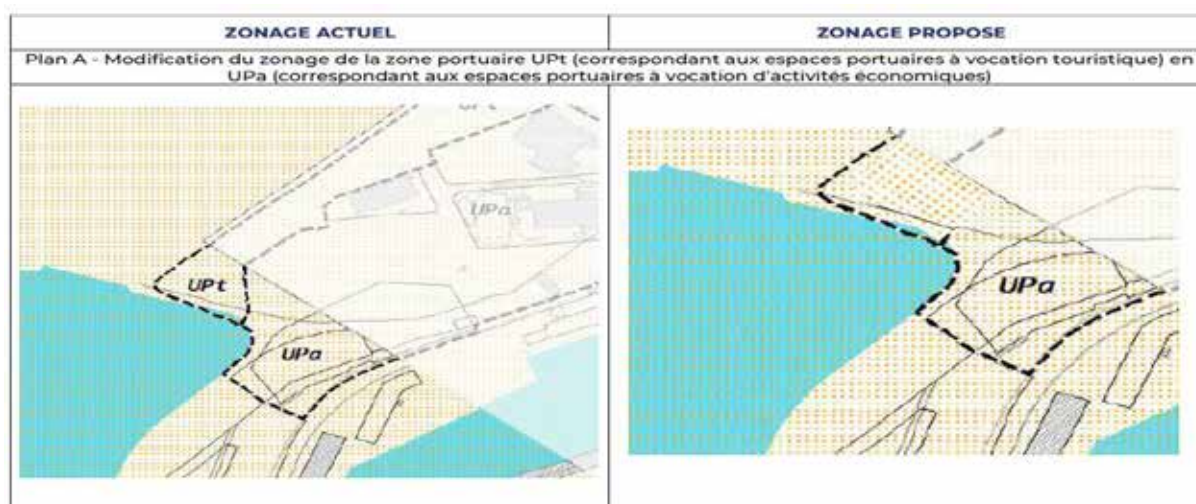 ZONAGE ACTUEL
ZONAGE PROPOSE
Plan A - Modification du zonage de la zone portuaire UPt (correspondant aux espaces portuaires à vocation touristique) en
UPa (correspondant aux espaces portuaires à vocation d'activités économiques)
UPt
UPa
UPt
UPa
UPa